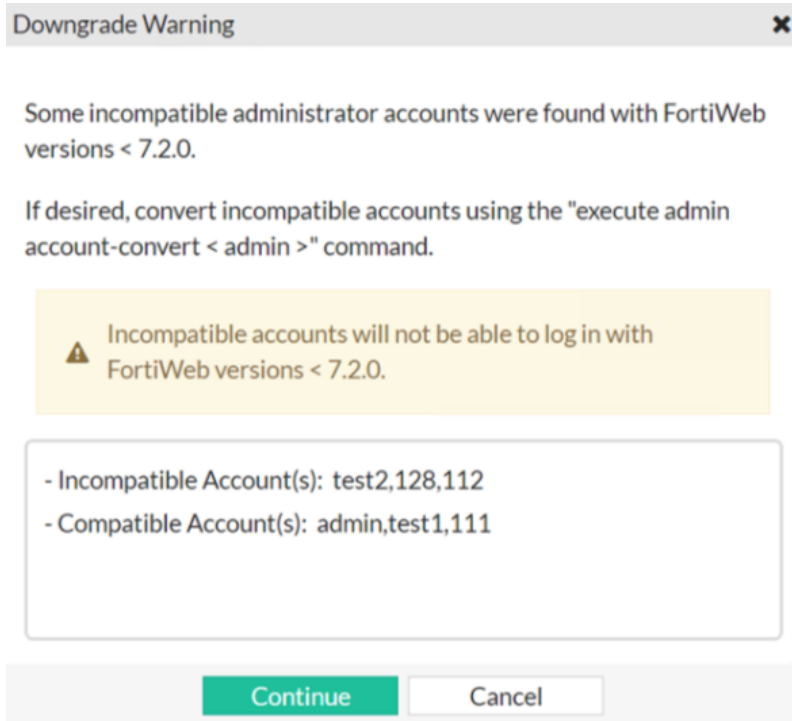 Downgrade Warning
Some incompatible administrator accounts were found with FortiWeb
versions < 7.2.0.
If desired, convert incompatible accounts using the "execute admin
account-convert < admin >" command.
Incompatible accounts will not be able to log in with
FortiWeb versions < 7.2.0.
- Incompatible Account(s): test2,128,112
- Compatible Account(s): admin,test1,111
Continue Cancel